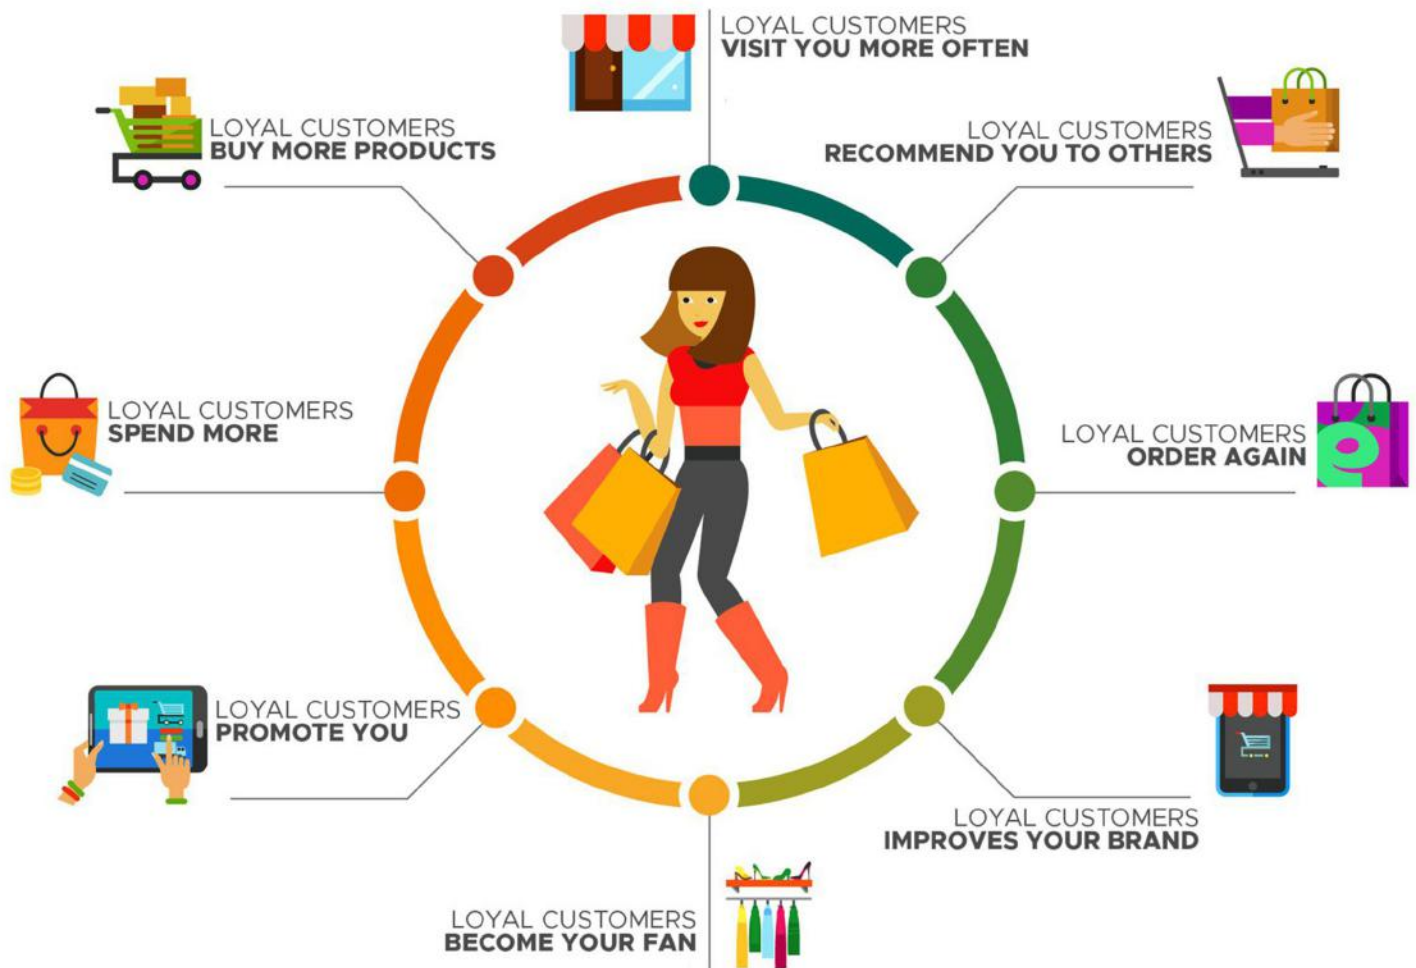 LOYAL CUSTOMERS
VISIT YOU MORE OFTEN
LOYAL CUSTOMERS
BUY MORE PRODUCTS
LOYAL CUSTOMERS
RECOMMEND YOU TO OTHERS
LOYAL CUSTOMERS
SPEND MORE
LOYAL CUSTOMERS
ORDER AGAIN
LOYAL CUSTOMERS
PROMOTE YOU
LOYAL CUSTOMERS
IMPROVES YOUR BRAND
LOYAL CUSTOMERS
BECOME YOUR FAN